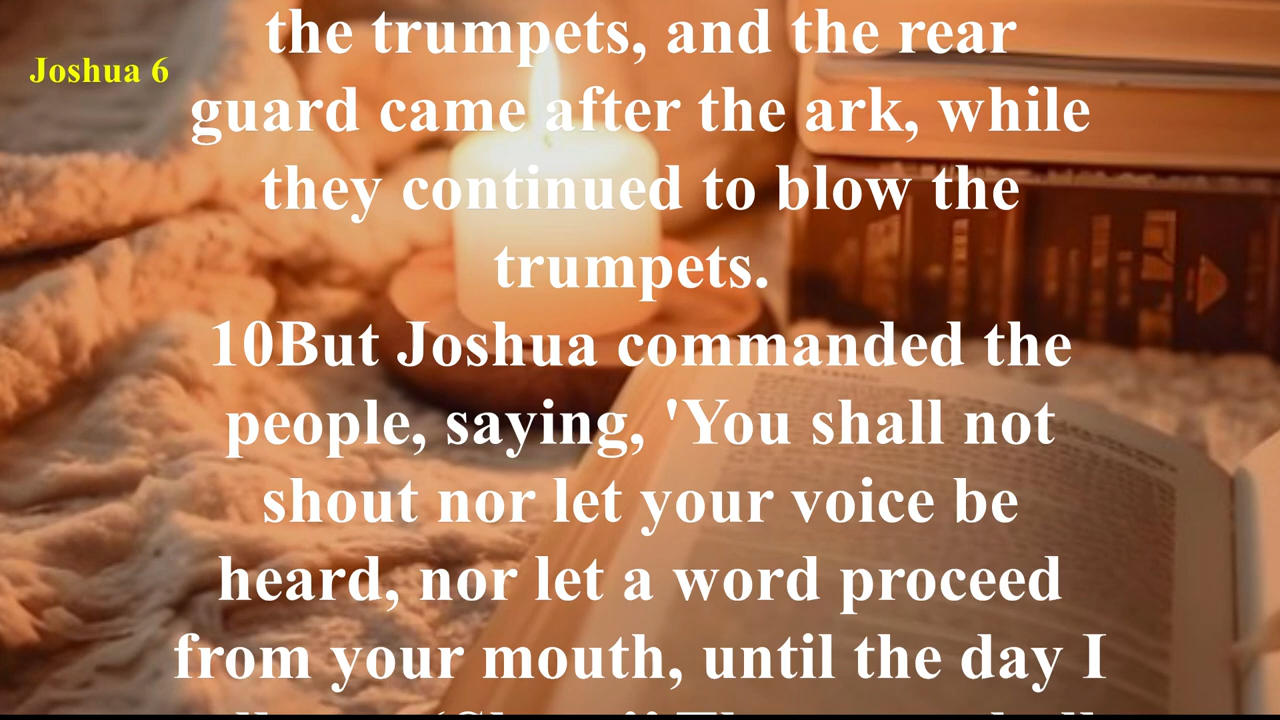 the trumpets, and the rear
Joshua 6
guard came after the ark, while
they continued to blow the
trumpets.
10But Joshua commanded the
people, saying, 'You shall not
shout nor let your voice be
heard, nor let a word proceed
from your mouth, until the day I